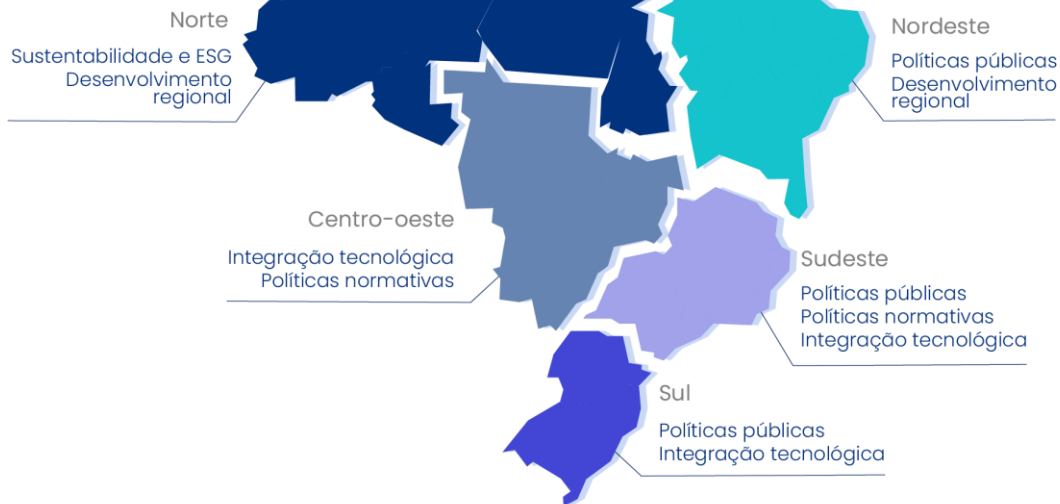 Norte
Sustentabilidade e ESG
Desenvolvimento
regional
Nordeste
Políticas públicas
Desenvolvimento
regional
Centro-oeste
Integração tecnológica
Políticas normativas
Sudeste
Políticas públicas
Políticas normativas
Integração tecnológica
Sul
Políticas públicas
Integração tecnológica